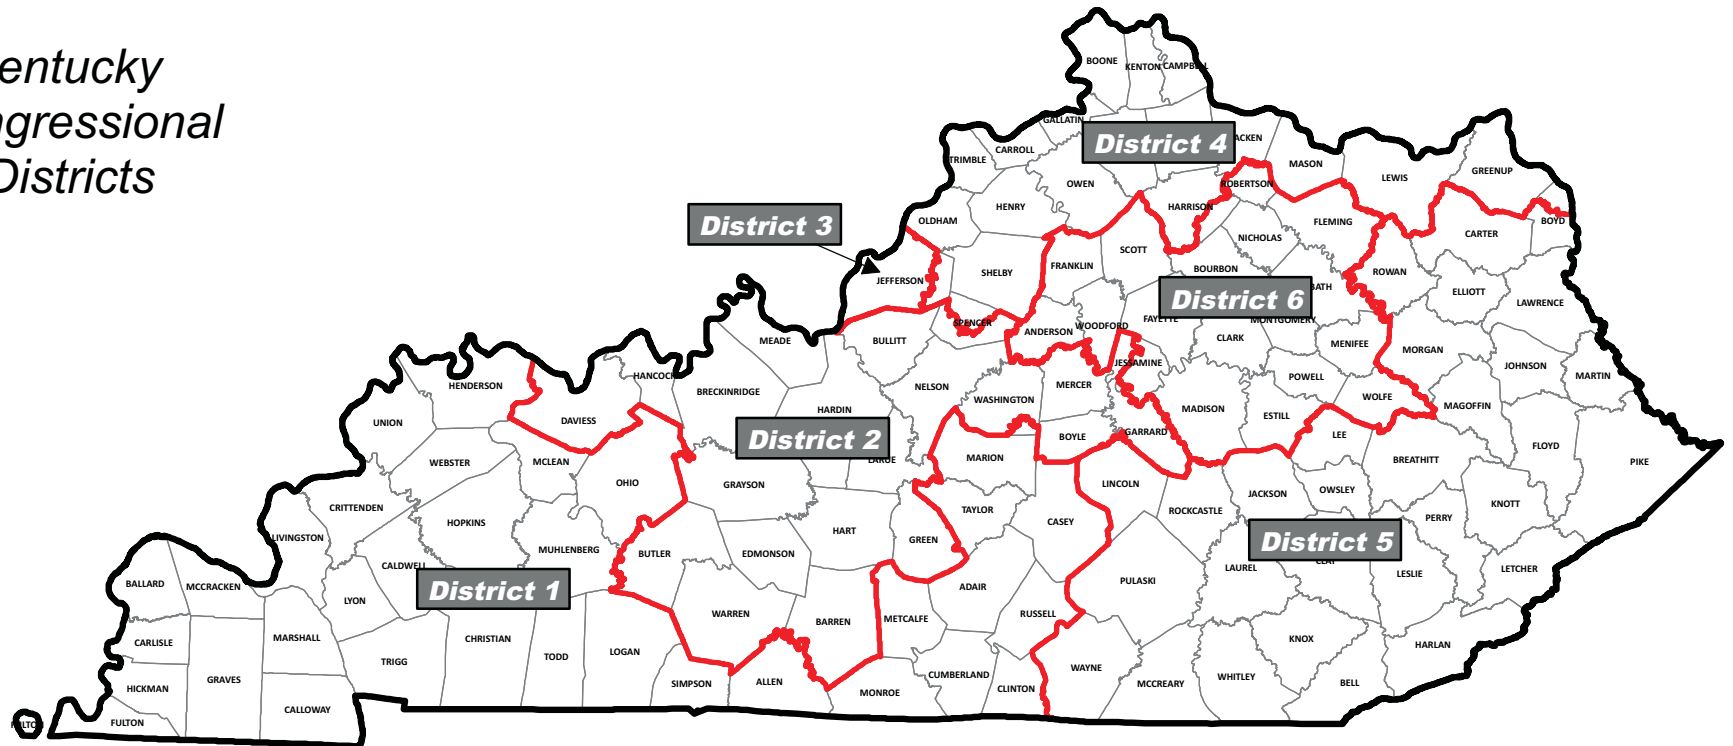 entucky
ngressional
Districts
BOONE
KENTON
CAMPBELL
GALLATIN
District 4
ACKEN
CARROLL
TRIMBLE
MASON
GREENUP
LEWIS
OWEN
ROBERTSON
HENRY
HARRISON
OLDHAM
District 3
FLEMING
BOYD
CARTER
NICHOLAS
SCOTT
FRANKLIN
SHELBY
BOURBON
ROWAN
JEFFERSON
ELLIOTT
BATH
District 6
LAWRENCE
SPENCER
FAYETTE
MONTGOMERY
WOODFORD
ANDERSON
CLARK
MEADE
BULLITT
MENIFEE
MORGAN
JESSAMINE
JOHNSON
HANCOCK
POWELL
MARTIN
HENDERSON
MERCER
NELSON
BRECKINRIDGE
WOLFE
WASHINGTON
MAGOFFIN
HARDIN
MADISON
ESTILL
UNION
DAVIESS
District 2
GARRARD
LEE
BOYLE
FLOYD
MARION
LARUE
BREATHITT
WEBSTER
MCLEAN
PIKE
OHIO
GRAYSON
LINCOLN
OWSLEY
JACKSON
KNOTT
CRITTENDEN
TAYLOR
ROCKCASTLE
PERRY
HOPKINS
CASEY
HART
LIVINGSTON
GREEN
District 5
MUHLENBERG
BUTLER
EDMONSON
CLAY
CALDWELL
LAUREL
LETCHER
LESLIE
BALLARD
MCCRACKEN
PULASKI
ADAIR
District 1
LYON
WARREN
RUSSELL
BARREN
METCALFE
CARLISLE
MARSHALL
CHRISTIAN
KNOX
HARLAN
LOGAN
TODD
TRIGG
WAYNE
CUMBERLAND
WHITLEY
GRAVES
SIMPSON
ALLEN
MCCREARY
BELL
HICKMAN
CLINTON
MONROE
CALLOWAY
FULTON
FULTON